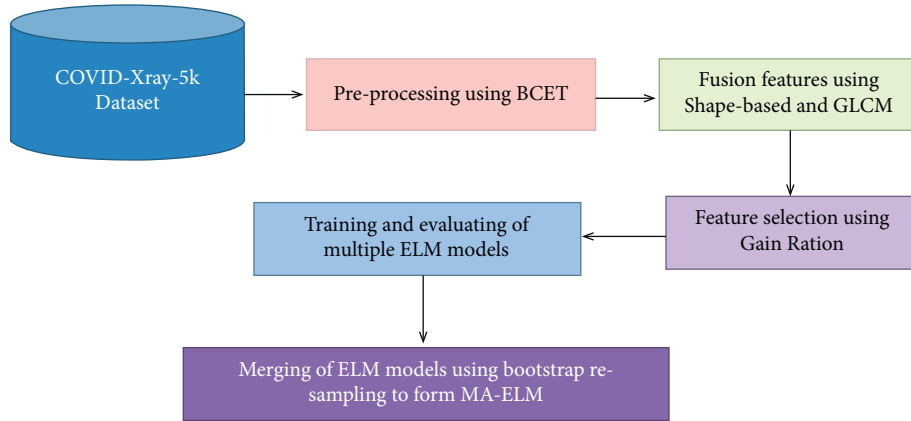 COVID-Xray-5k
Dataset
Pre-processing using BCET
Fusion features using
Shape-based and GLCM
Feature selection using
Gain Ration
Training and evaluating of
multiple ELM models
Merging of ELM models using bootstrap re-
sampling to form MA-ELM